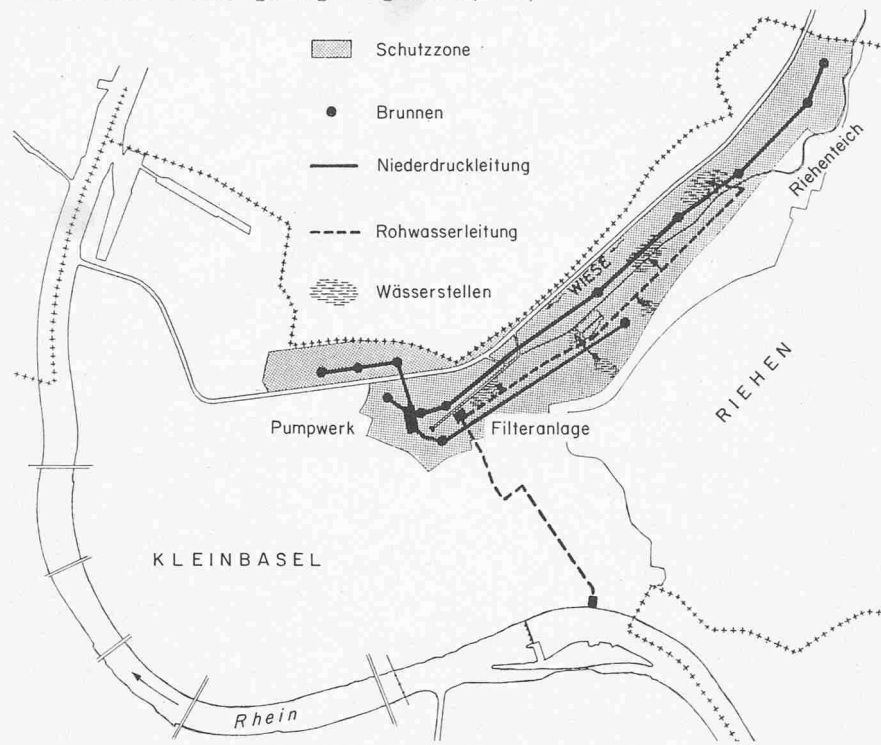 Schutzzone
Brunnen
Niederdruckleitung
Rohwasserleitung
Wässerstellen
WIESE
Riehenteich
RIEHEN
Pumpwerk
Filteranlage
KLEINBASEL
Rhein